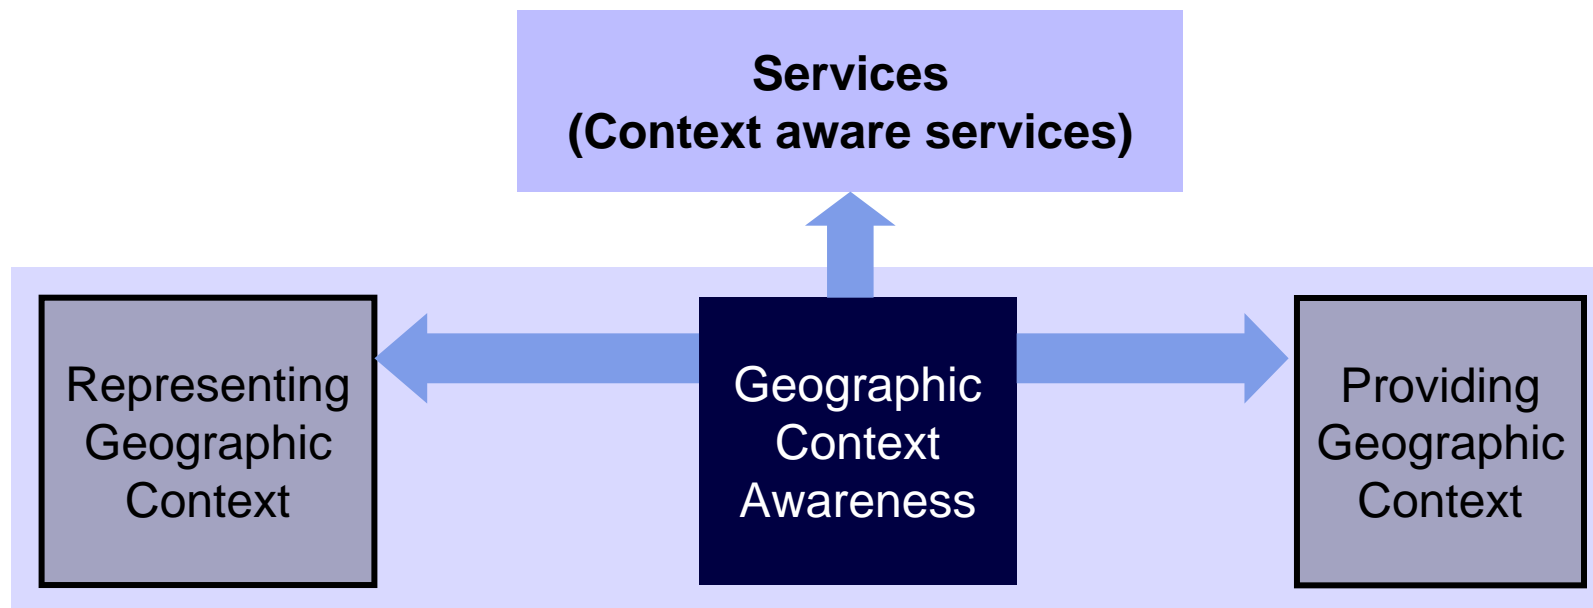 Services
(Context aware services)
Representing
Geographic
Context
Geographic
Context
Awareness
Providing
Geographic
Context